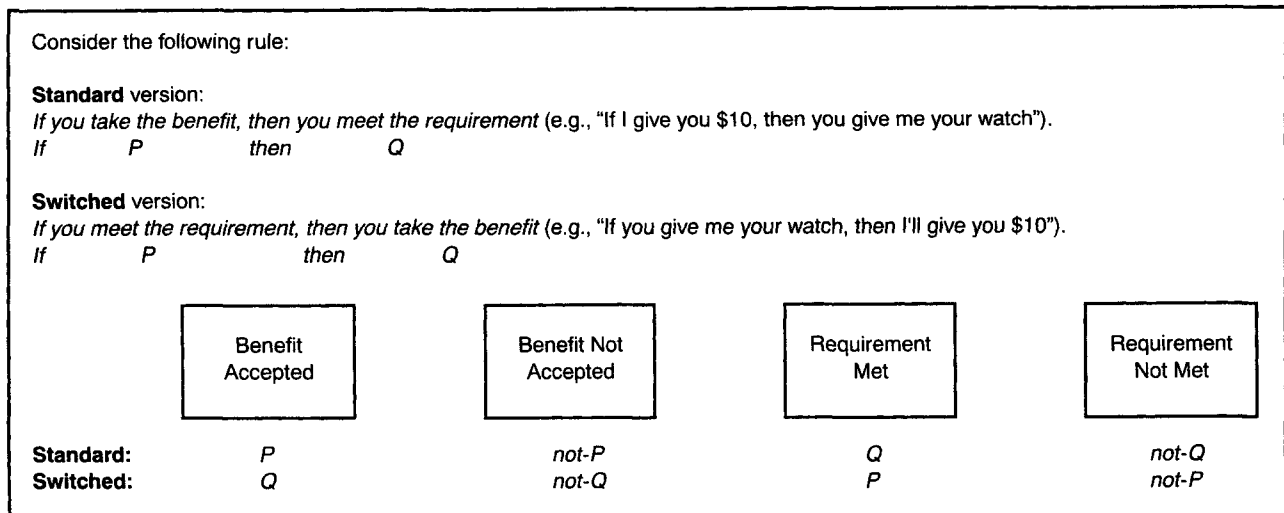 Consider the following rule:
Standard version:
If you take the benefit, then you meet the requirement (e.g., “If I give you $10, then you give me your watch”).
If P then Q
Switched version:
If you meet the requirement, then you take the benefit (e.g., “If you give me your watch, then I'll give you $10”).
If P then Q
Benefit Accepted
Benefit Not Accepted
Requirement Met
Requirement Not Met
Standard: P not-P Q not-Q
Switched: Q not-Q P not-P